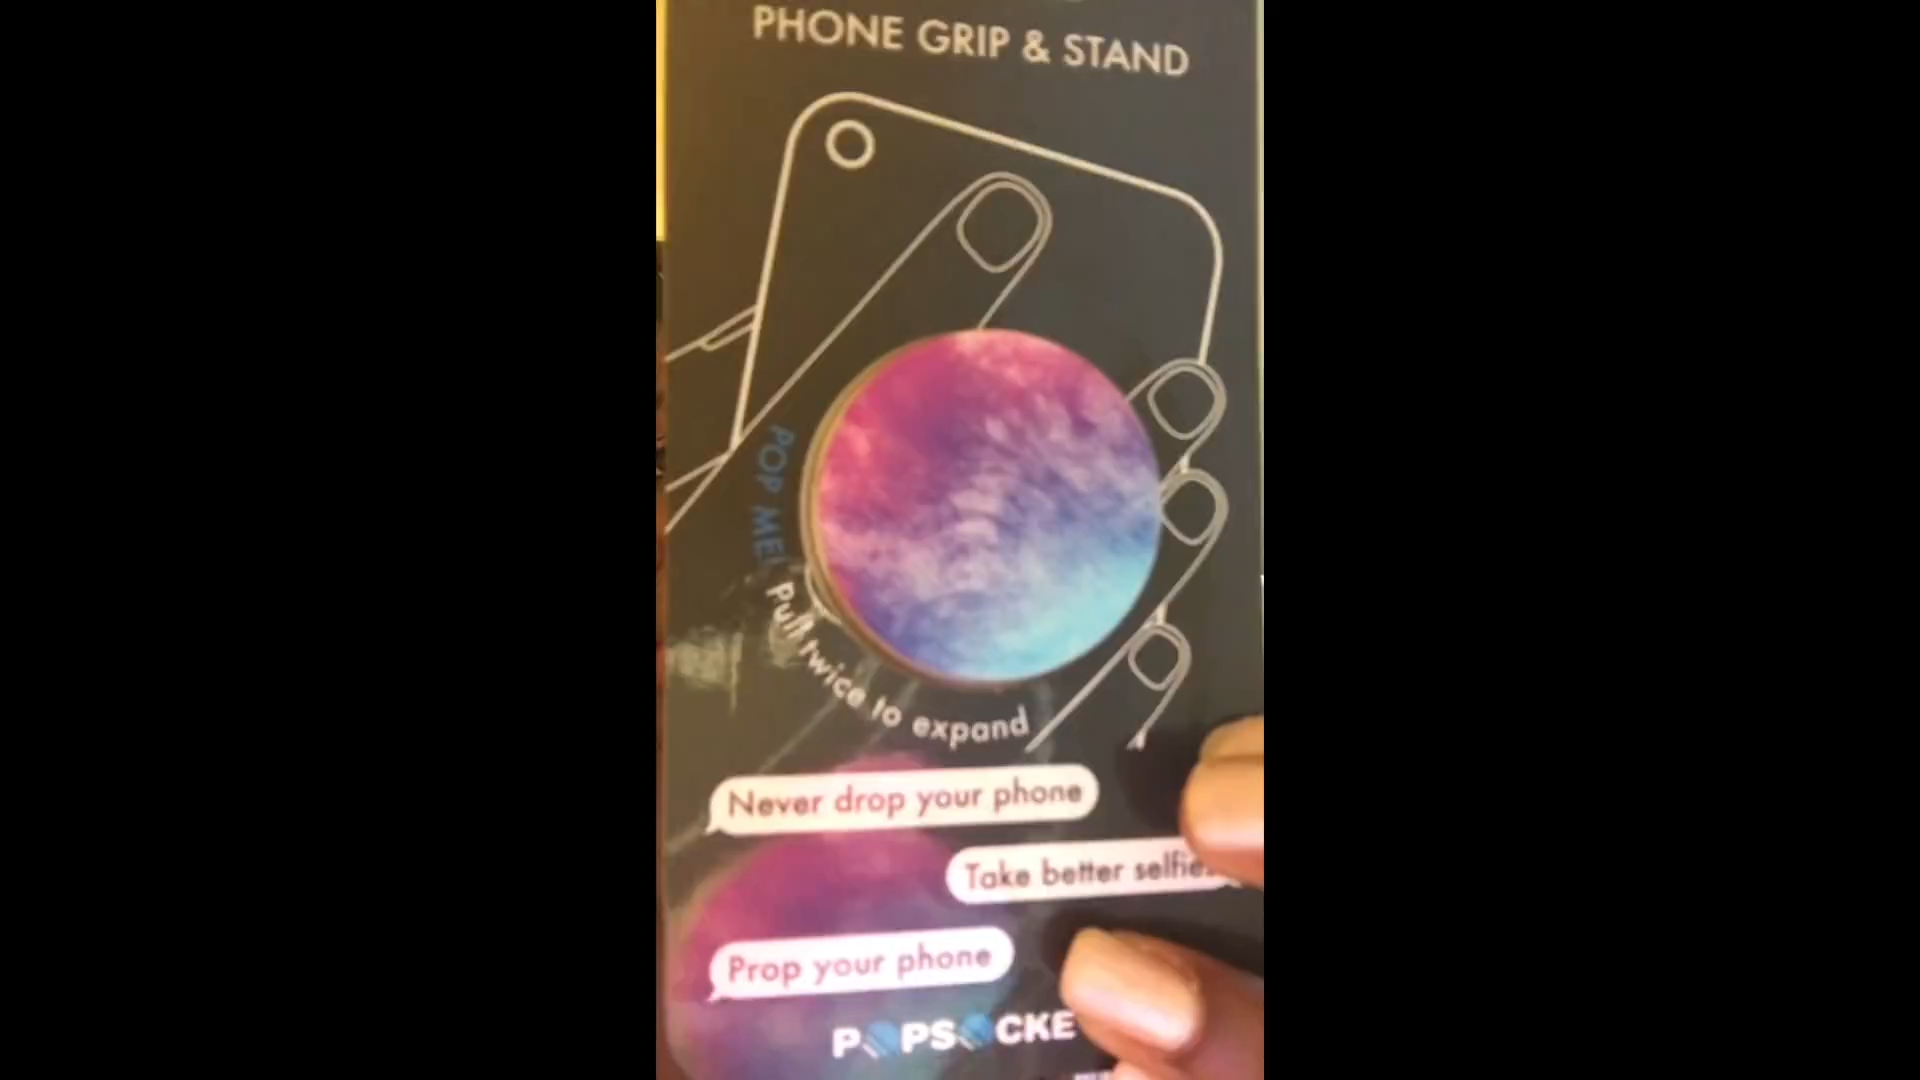 PHONE GRIP & STAND
POP ME!
Pull twice to expand
Never drop your phone
Take better selfies
Prop your phone
POPSOCKE